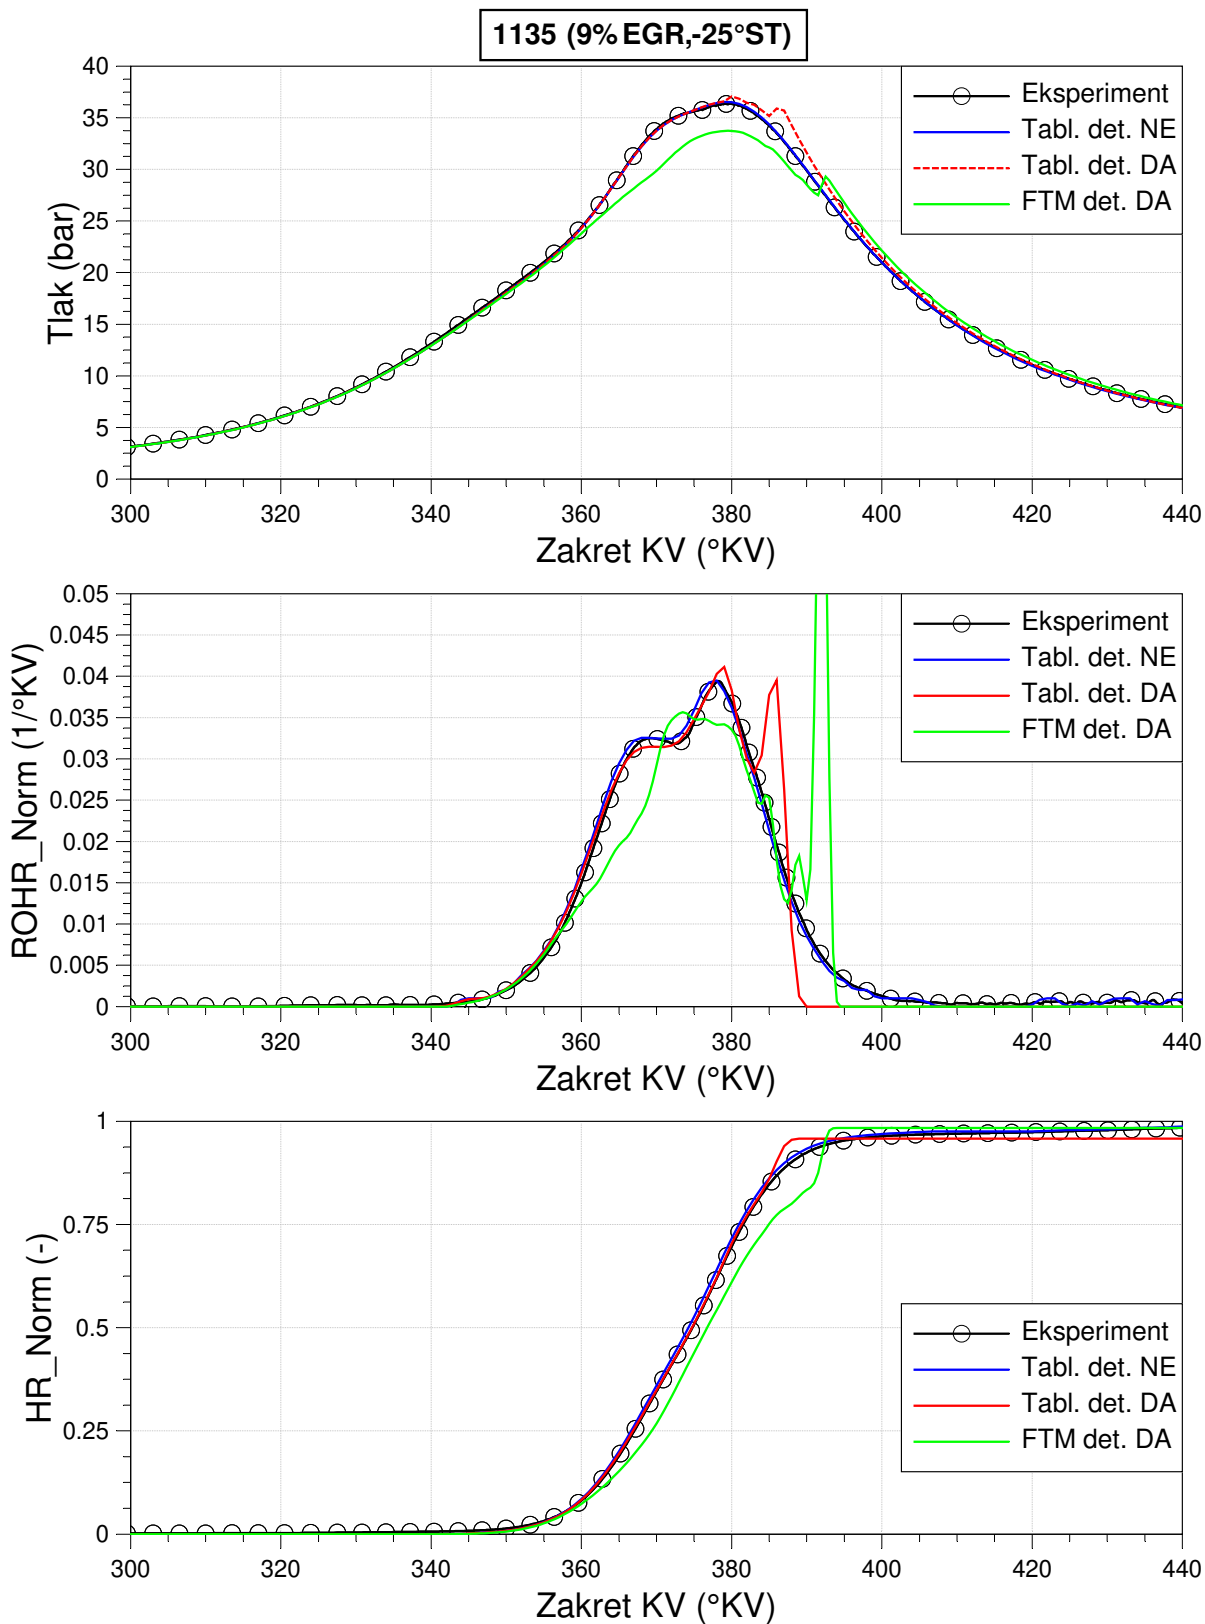 1135 (9% EGR,-25°ST)
Tlak (bar)
40
35
30
25
20
15
10
5
0
Eksperiment
Tabl. det. NE
Tabl. det. DA
FTM det. DA
300 320 340 360 380 400 420 440
Zakret KV (°KV)
ROHR_Norm (1/°KV)
0.05
0.045
0.04
0.035
0.03
0.025
0.02
0.015
0.01
0.005
0
Eksperiment
Tabl. det. NE
Tabl. det. DA
FTM det. DA
300 320 340 360 380 400 420 440
Zakret KV (°KV)
HR_Norm (-)
1
0.75
0.5
0.25
0
Eksperiment
Tabl. det. NE
Tabl. det. DA
FTM det. DA
300 320 340 360 380 400 420 440
Zakret KV (°KV)